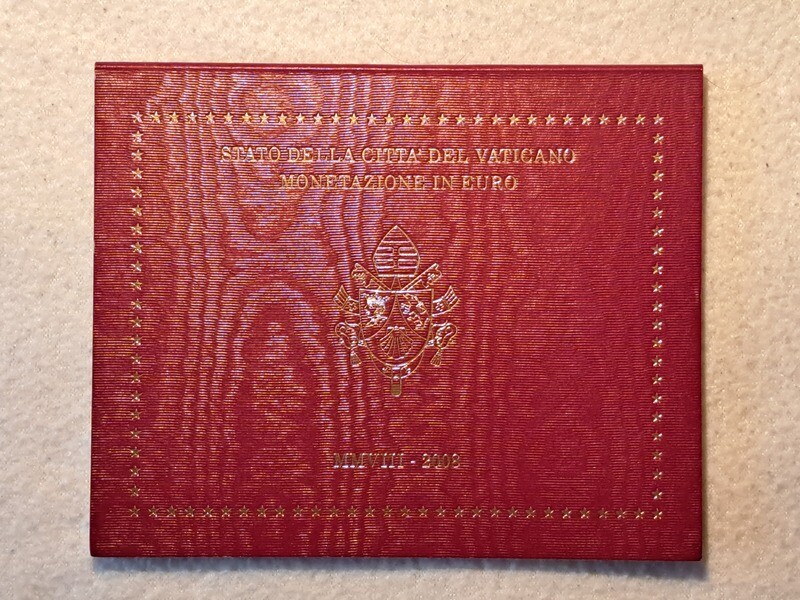 STATO DELLA CITTA' DEL VATICANO
MONETAZIONE IN EURO
MMVIII - 2008